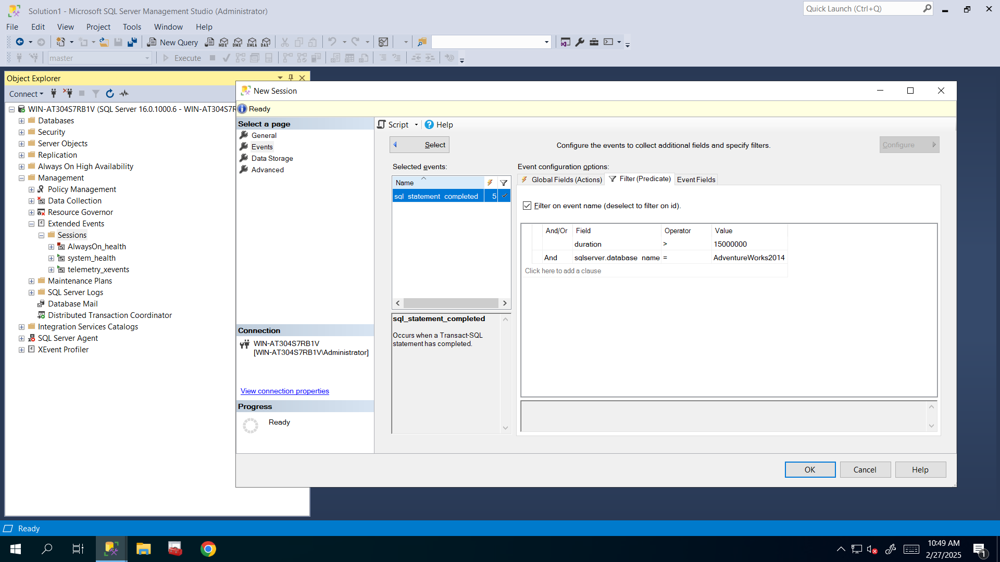 Solution1 - Microsoft SQL Server Management Studio (Administrator)
Quick Launch (Ctrl+Q)
File Edit View Project Tools Window Help
New Query
MDX DMX XMLA DAX
master
Execute
Object Explorer
Connect
WIN-AT304S7RB1V (SQL Server 16.0.1000.6 - WIN-AT304S7R
Databases
Security
Server Objects
Replication
Always On High Availability
Management
Policy Management
Data Collection
Resource Governor
Extended Events
Sessions
AlwaysOn_health
system_health
telemetry_xevents
Maintenance Plans
SQL Server Logs
Database Mail
Distributed Transaction Coordinator
Integration Services Catalogs
SQL Server Agent
XEvent Profiler
New Session
Ready
Select a page
General
Events
Data Storage
Advanced
Connection
WIN-AT304S7RB1V
[WIN-AT304S7RB1V\Administrator]
View connection properties
Progress
Ready
Script Help
Select
Configure the events to collect additional fields and specify filters.
Configure
Selected events:
Name
sql_statement_completed 5
sql_statement_completed
Occurs when a Transact-SQL
statement has completed.
Event configuration options:
Global Fields (Actions) Filter (Predicate) Event Fields
Filter on event name (deselect to filter on id).
And/Or Field Operator Value
duration > 15000000
And sqlserver.database_name = AdventureWorks2014
Click here to add a clause
OK Cancel Help
Ready
10:49 AM
2/27/2025
1